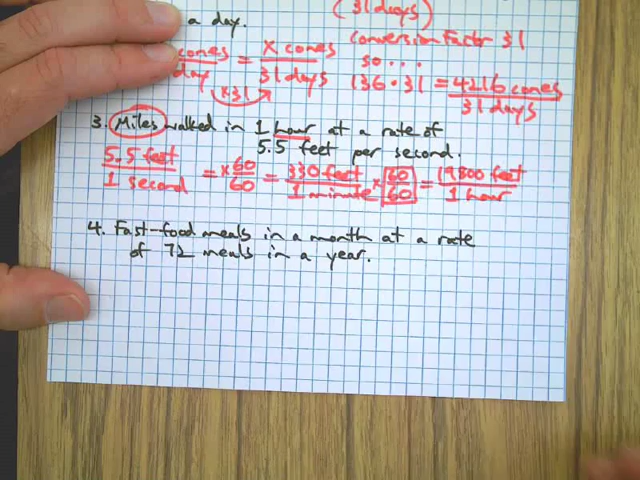 (31 days)
a day.
Conversion Factor 31
cones/day = X cones/31 days
so...
x31
136 · 31 = 4216 cones/31 days
3. Miles walked in 1 hour at a rate of
5.5 feet per second.
5.5 feet/1 second = x 60/60 = 330 feet/1 minute x 60/60 = 19800 feet/1 hour
4. Fast-food meals in a month at a rate
of 72 meals in a year.